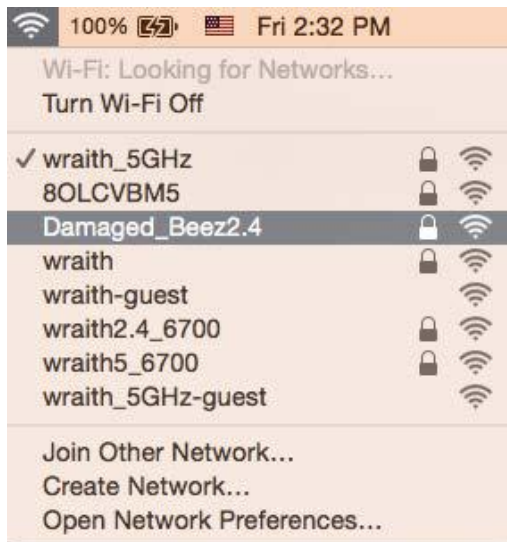 100% Fri 2:32 PM
Wi-Fi: Looking for Networks...
Turn Wi-Fi Off
wraith_5GHz
8OLCVBM5
Damaged_Beez2.4
wraith
wraith-guest
wraith2.4_6700
wraith5_6700
wraith_5GHz-guest
Join Other Network...
Create Network...
Open Network Preferences...